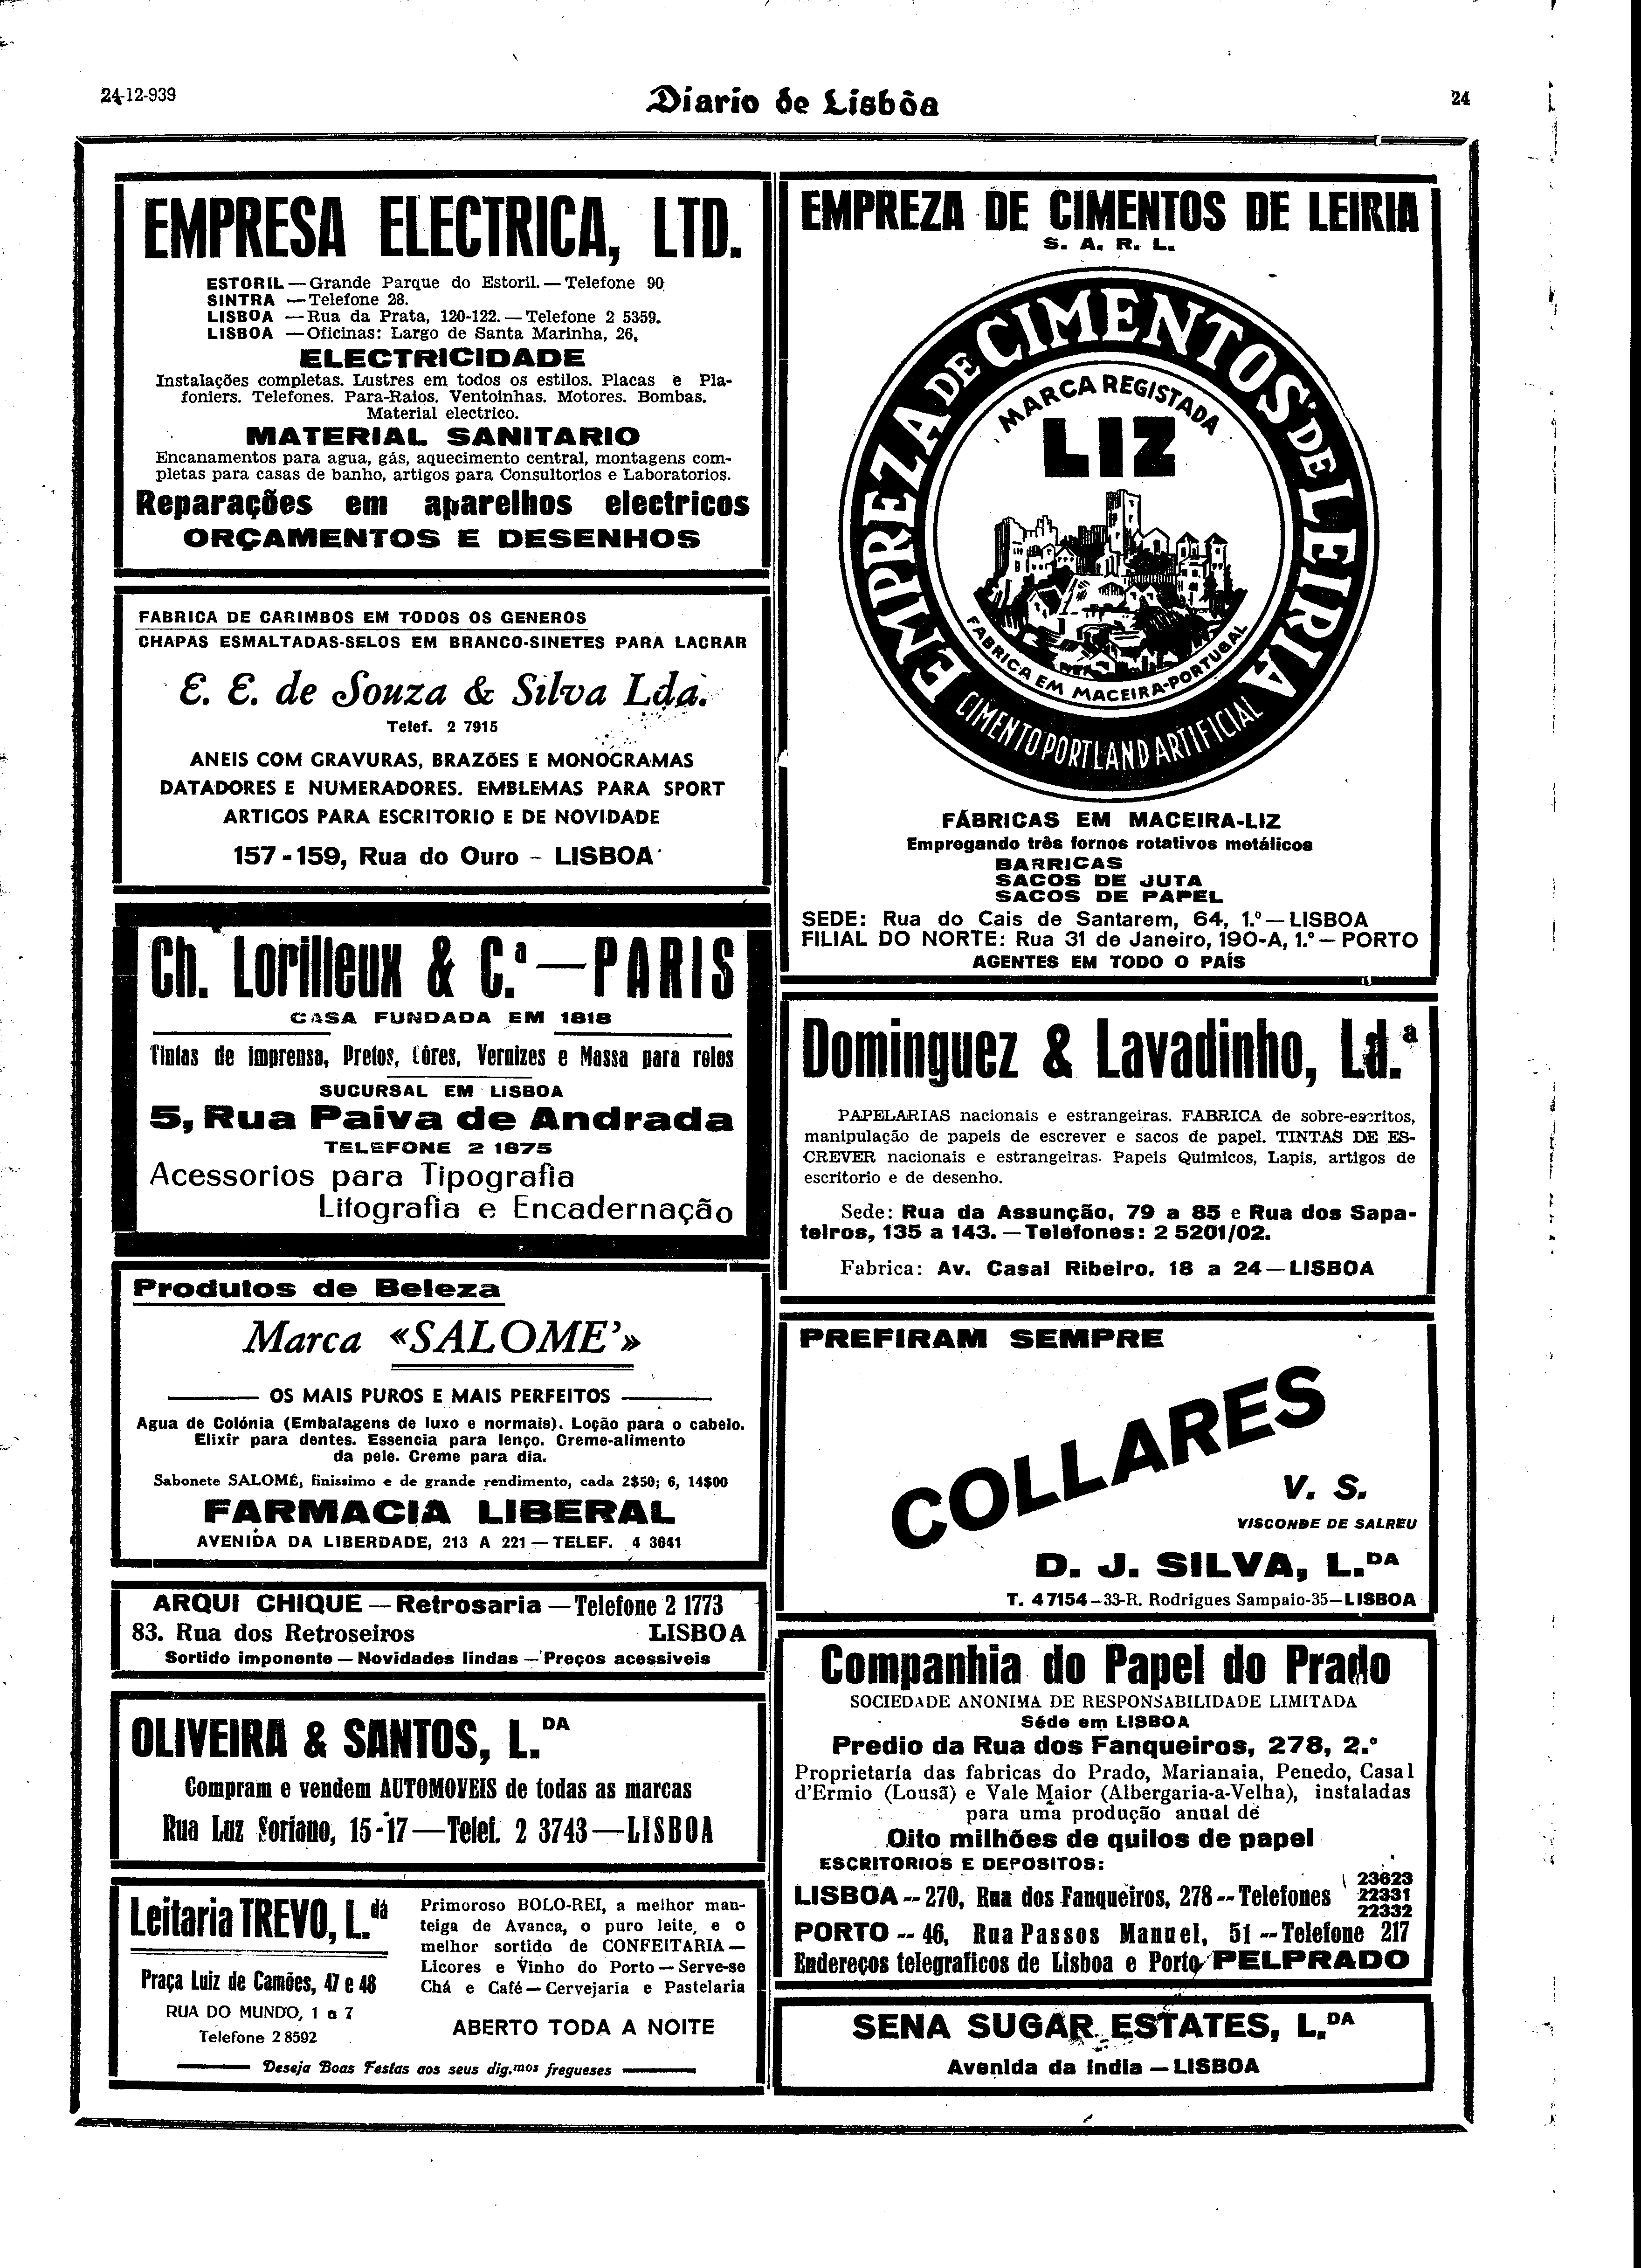 24-12-939
Diario de Lisbôa
24
EMPRESA ELECTRICA, LTD.
ESTORIL — Grande Parque do Estoril. — Telefone 90
SINTRA — Telefone 28.
LISBOA — Rua da Prata, 120-122. — Telefone 2 5359.
LISBOA — Oficinas: Largo de Santa Marinha, 26,
ELECTRICIDADE
Instalações completas. Lustres em todos os estilos. Placas e Pla-
foniers. Telefones. Para-Raios. Ventoinhas. Motores. Bombas.
Material electrico.
MATERIAL SANITARIO
Encanamentos para agua, gás, aquecimento central, montagens com-
pletas para casas de banho, artigos para Consultorios e Laboratorios.
Reparações em aparelhos electricos
ORÇAMENTOS E DESENHOS
FABRICA DE CARIMBOS EM TODOS OS GENEROS
CHAPAS ESMALTADAS-SELOS EM BRANCO-SINETES PARA LACRAR
E. E. de Souza & Silva Lda.
Telef. 2 7915
ANEIS COM GRAVURAS, BRAZÕES E MONOGRAMAS
DATADORES E NUMERADORES. EMBLEMAS PARA SPORT
ARTIGOS PARA ESCRITORIO E DE NOVIDADE
157-159, Rua do Ouro - LISBOA
Ch. Lorilleux & C.ª — PARIS
CASA FUNDADA EM 1818
Tintas de imprensa, Pretos, Côres, Vernizes e Massa para rolos
SUCURSAL EM LISBOA
5, Rua Paiva de Andrada
TELEFONE 2 1875
Acessorios para Tipografia
Litografia e Encadernação
Produtos de Beleza
Marca «SALOME'»
OS MAIS PUROS E MAIS PERFEITOS
Agua de Colónia (Embalagens de luxo e normais). Loção para o cabelo.
Elixir para dentes. Essencia para lenço. Creme-alimento
da pele. Creme para dia.
Sabonete SALOMÉ, finissimo e de grande rendimento, cada 2$50; 6, 14$00
FARMACIA LIBERAL
AVENIDA DA LIBERDADE, 213 A 221 — TELEF. 4 3641
ARQUI CHIQUE — Retrosaria — Telefone 2 1773
83. Rua dos Retroseiros LISBOA
Sortido imponente — Novidades lindas — Preços acessiveis
OLIVEIRA & SANTOS, L.DA
Compram e vendem AUTOMOVEIS de todas as marcas
Rua Luz Soriano, 15-17 — Telef. 2 3743 — LISBOA
Leitaria TREVO, L.dá
Praça Luiz de Camões, 47 e 48
RUA DO MUNDO, 1 a 7
Telefone 2 8592
Primoroso BOLO-REI, a melhor man-
teiga de Avanca, o puro leite, e o
melhor sortido de CONFEITARIA —
Licores e Vinho do Porto — Serve-se
Chá e Café — Cervejaria e Pastelaria
ABERTO TODA A NOITE
Deseja Boas Festas aos seus dig.mos fregueses
EMPREZA DE CIMENTOS DE LEIRIA
S. A. R. L.
EMPREZA DE CIMENTOS DE LEIRIA
MARCA REGISTADA
LIZ
FABRICA EM MACEIRA-PORTUGAL
CIMENTO PORTLAND ARTIFICIAL
FÁBRICAS EM MACEIRA-LIZ
Empregando três fornos rotativos metálicos
BARRICAS
SACOS DE JUTA
SACOS DE PAPEL
SEDE: Rua do Cais de Santarem, 64, 1.º — LISBOA
FILIAL DO NORTE: Rua 31 de Janeiro, 190-A, 1.º — PORTO
AGENTES EM TODO O PAÍS
Dominguez & Lavadinho, Ld.ª
PAPELARIAS nacionais e estrangeiras. FABRICA de sobre-escritos,
manipulação de papeis de escrever e sacos de papel. TINTAS DE ES-
CREVER nacionais e estrangeiras. Papeis Quimicos, Lapis, artigos de
escritorio e de desenho.
Sede: Rua da Assunção, 79 a 85 e Rua dos Sapa-
teiros, 135 a 143. — Telefones: 2 5201/02.
Fabrica: Av. Casal Ribeiro. 18 a 24 — LISBOA
PREFIRAM SEMPRE
COLLARES
V. S.
VISCONDE DE SALREU
D. J. SILVA, L.DA
T. 47154 — 33-R. Rodrigues Sampaio-35 — LISBOA
Companhia do Papel do Prado
SOCIEDADE ANONIMA DE RESPONSABILIDADE LIMITADA
Séde em LISBOA
Predio da Rua dos Fanqueiros, 278, 2.º
Proprietaria das fabricas do Prado, Marianaia, Penedo, Casal
d'Ermio (Lousã) e Vale Maior (Albergaria-a-Velha), instaladas
para uma produção anual de
Oito milhões de quilos de papel
ESCRITORIOS E DEPOSITOS:
LISBOA -- 270, Rua dos Fanqueiros, 278 -- Telefones 23623
22331
22332
PORTO -- 46, Rua Passos Manuel, 51 -- Telefone 217
Endereços telegraficos de Lisboa e Porto PELPRADO
SENA SUGAR ESTATES, L.DA
Avenida da India — LISBOA